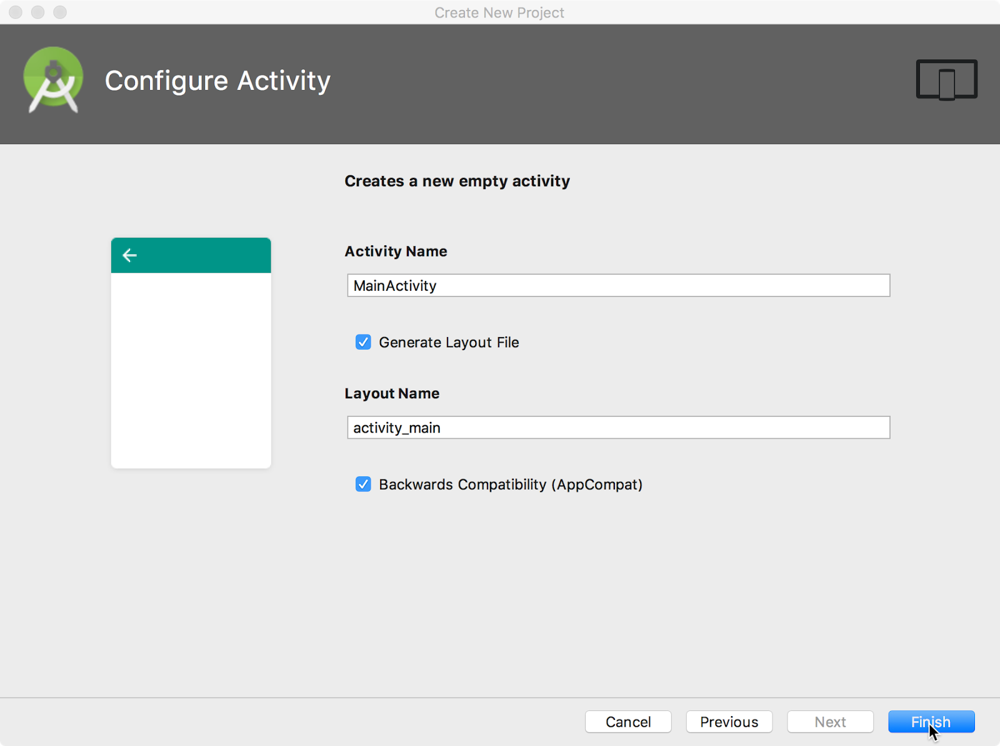 Create New Project
Configure Activity
Creates a new empty activity
Activity Name
MainActivity
Generate Layout File
Layout Name
activity_main
Backwards Compatibility (AppCompat)
Cancel Previous Next Finish